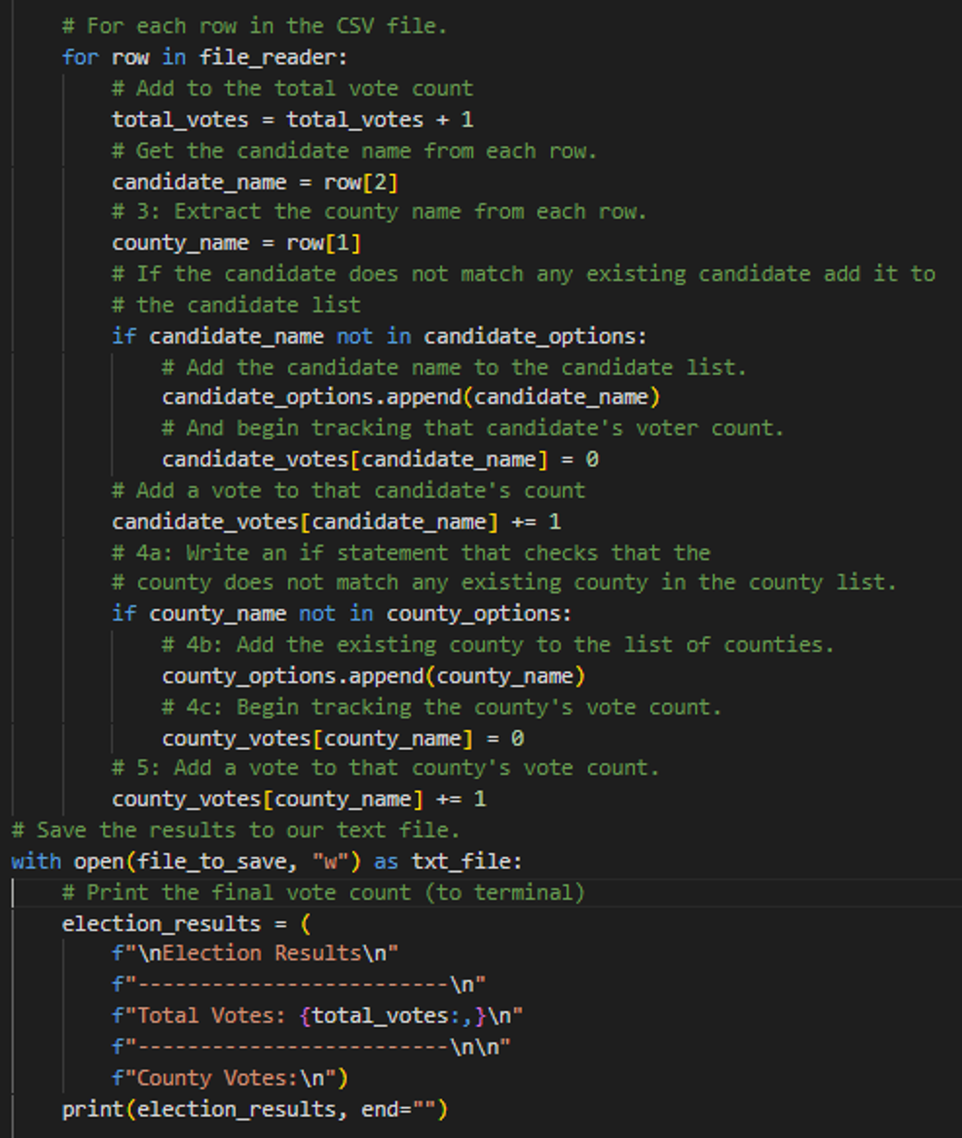 # For each row in the CSV file.
for row in file_reader:
# Add to the total vote count
total_votes = total_votes + 1
# Get the candidate name from each row.
candidate_name = row[2]
# 3: Extract the county name from each row.
county_name = row[1]
# If the candidate does not match any existing candidate add it to
# the candidate list
if candidate_name not in candidate_options:
# Add the candidate name to the candidate list.
candidate_options.append(candidate_name)
# And begin tracking that candidate's voter count.
candidate_votes[candidate_name] = 0
# Add a vote to that candidate's count
candidate_votes[candidate_name] += 1
# 4a: Write an if statement that checks that the
# county does not match any existing county in the county list.
if county_name not in county_options:
# 4b: Add the existing county to the list of counties.
county_options.append(county_name)
# 4c: Begin tracking the county's vote count.
county_votes[county_name] = 0
# 5: Add a vote to that county's vote count.
county_votes[county_name] += 1
# Save the results to our text file.
with open(file_to_save, "w") as txt_file:
# Print the final vote count (to terminal)
election_results = (
f"\nElection Results\n"
f"-------------------------\n"
f"Total Votes: {total_votes:,}\n"
f"-------------------------\n\n"
f"County Votes:\n")
print(election_results, end="")